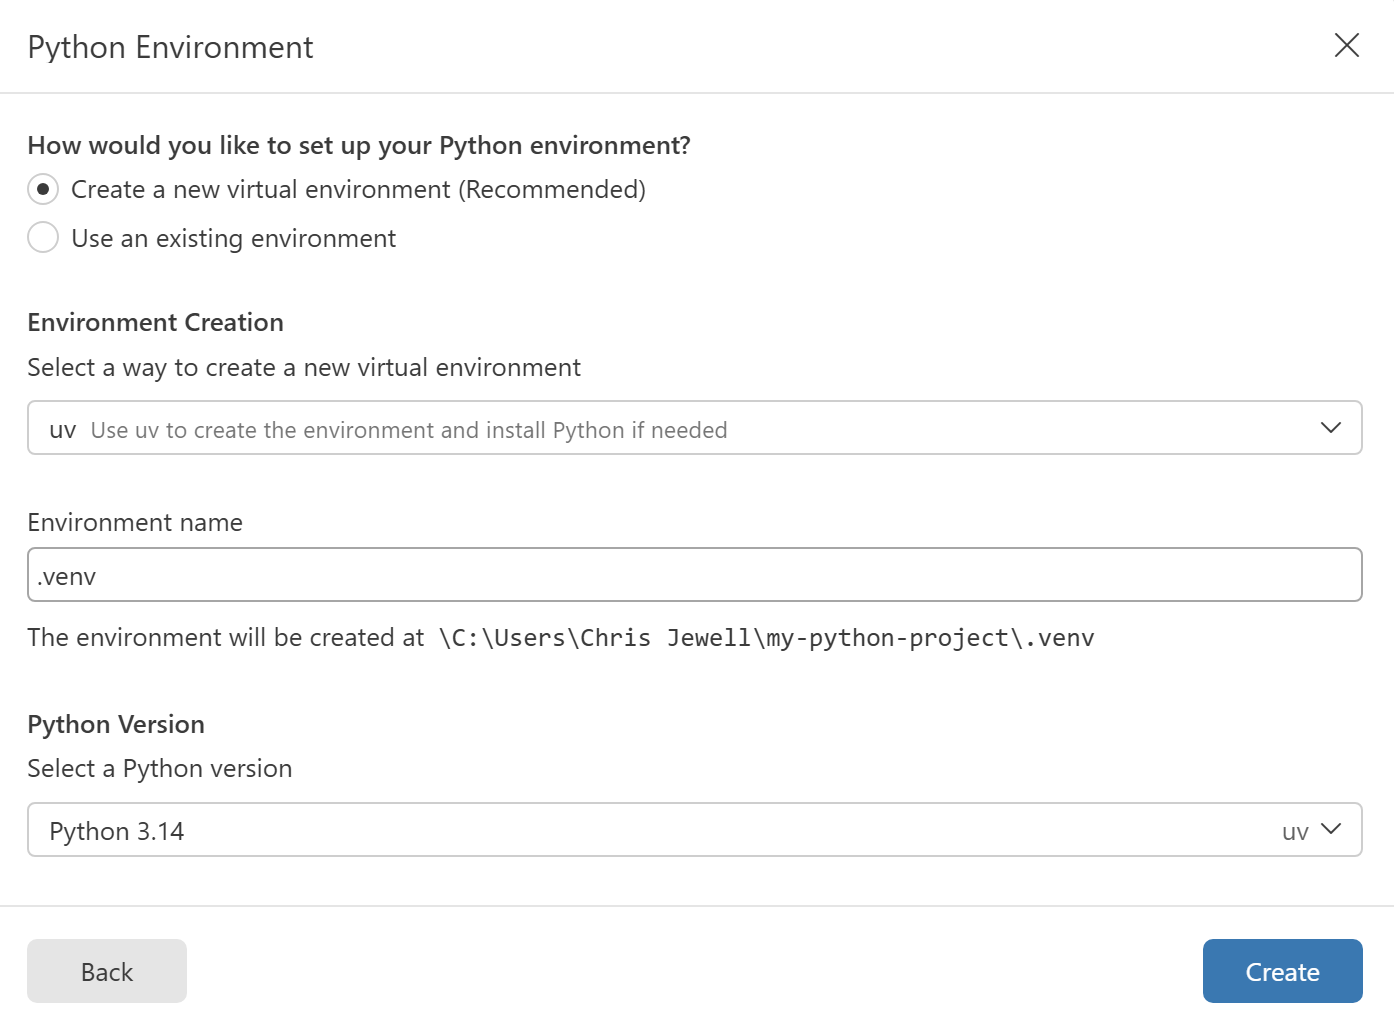 Python Environment
How would you like to set up your Python environment?
Create a new virtual environment (Recommended)
Use an existing environment
Environment Creation
Select a way to create a new virtual environment
uv Use uv to create the environment and install Python if needed
Environment name
.venv
The environment will be created at \C:\Users\Chris Jewell\my-python-project\.venv
Python Version
Select a Python version
Python 3.14 uv
Back Create